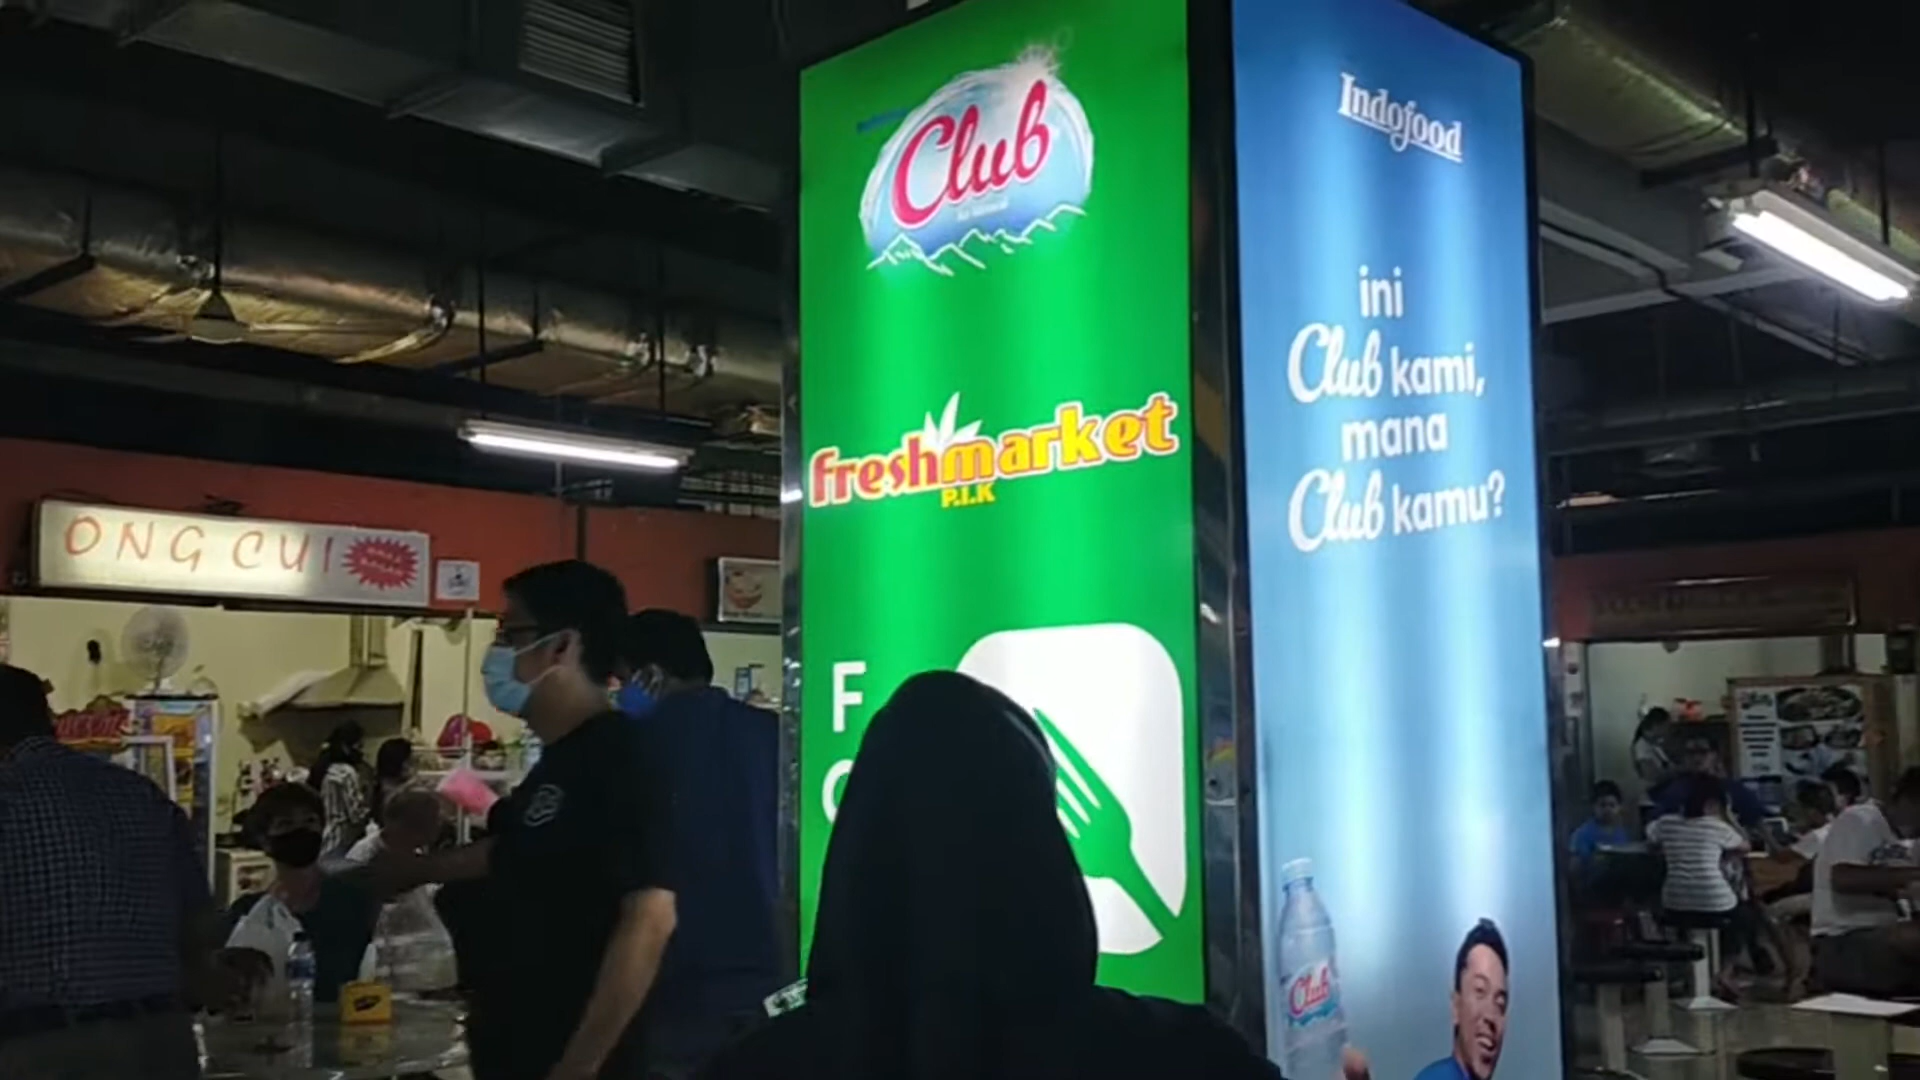 Club
freshmarket
P.I.K
F
Indofood
ini
Club kami,
mana
Club kamu?
Club
ONG CUI